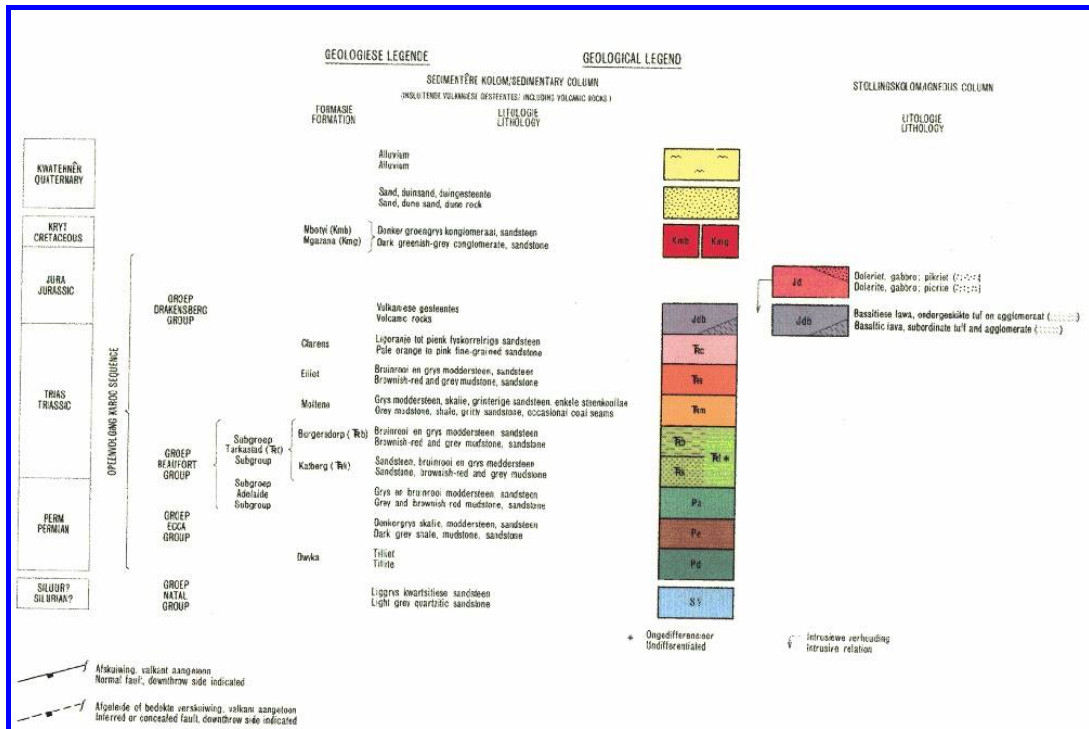 GEOLOGIESE LEGENDE
GEOLOGICAL LEGEND
SEDIMENTÊRE KOLOM/SEDIMENTARY COLUMN
(INSLUITENDE VULKANIESE GESTEENTES/ INCLUDING VOLCANIC ROCKS)
STOLLINGSKOLOM/IGNEOUS COLUMN
FORMASIE
FORMATION
LITOLOGIE
LITHOLOGY
LITOLOGIE
LITHOLOGY
KWATERNÊR
QUATERNARY
Alluvium
Alluvium
Sand, duinsand, duingesteente
Sand, dune sand, dune rock
KRYT
CRETACEOUS
Mbotyi (Kmb)
Mgazana (Kmg)
Donker groengrys konglomeraat, sandsteen
Dark greenish-grey conglomerate, sandstone
Kmb
Kmg
JURA
JURASSIC
Jd
Doleriet, gabbro; pikriet
Dolerite, gabbro; picrite
GROEP
DRAKENSBERG
GROUP
Vulkaniese gesteentes
Volcanic rocks
Jdb
Jdb
Basaltiese lawa, ondergeskikte tuf en agglomeraat
Basaltic lava, subordinate tuff and agglomerate
OPEENVOLGING KAROO SEQUENCE
Clarens
Ligoranje tot pienk fynkorrelrige sandsteen
Pale orange to pink fine-grained sandstone
Elliot
Bruinrooi en grys moddersteen, sandsteen
Brownish-red and grey mudstone, sandstone
TRIAS
TRIASSIC
Molteno
Grys moddersteen, skalie, grinterige sandsteen, enkele steenkoollae
Grey mudstone, shale, gritty sandstone, occasional coal seams
GROEP
BEAUFORT
GROUP
Subgroep
Tarkastad
Subgroup
Burgersdorp
Bruinrooi en grys moddersteen, sandsteen
Brownish-red and grey mudstone, sandstone
Katberg
Sandsteen, bruinrooi en grys moddersteen
Sandstone, brownish-red and grey mudstone
Subgroep
Adelaide
Subgroup
Grys en bruinrooi moddersteen, sandsteen
Grey and brownish red mudstone, sandstone
Pa
PERM
PERMIAN
GROEP
ECCA
GROUP
Donkergrys skalie, moddersteen, sandsteen
Dark grey shale, mudstone, sandstone
Pe
Dwyka
Tilliet
Tillite
Pd
SILUUR?
SILURIAN?
GROEP
NATAL
GROUP
Liggrys kwartsitiese sandsteen
Light grey quartzitic sandstone
* Ongedifferensieer
Undifferentiated
Intrusiewe verhouding
Intrusive relation
Afskuiwing, valkant aangetoon
Normal fault, downthrow side indicated
Afgeleide of bedekte verskuiwing, valkant aangetoon
Inferred or concealed fault, downthrow side indicated